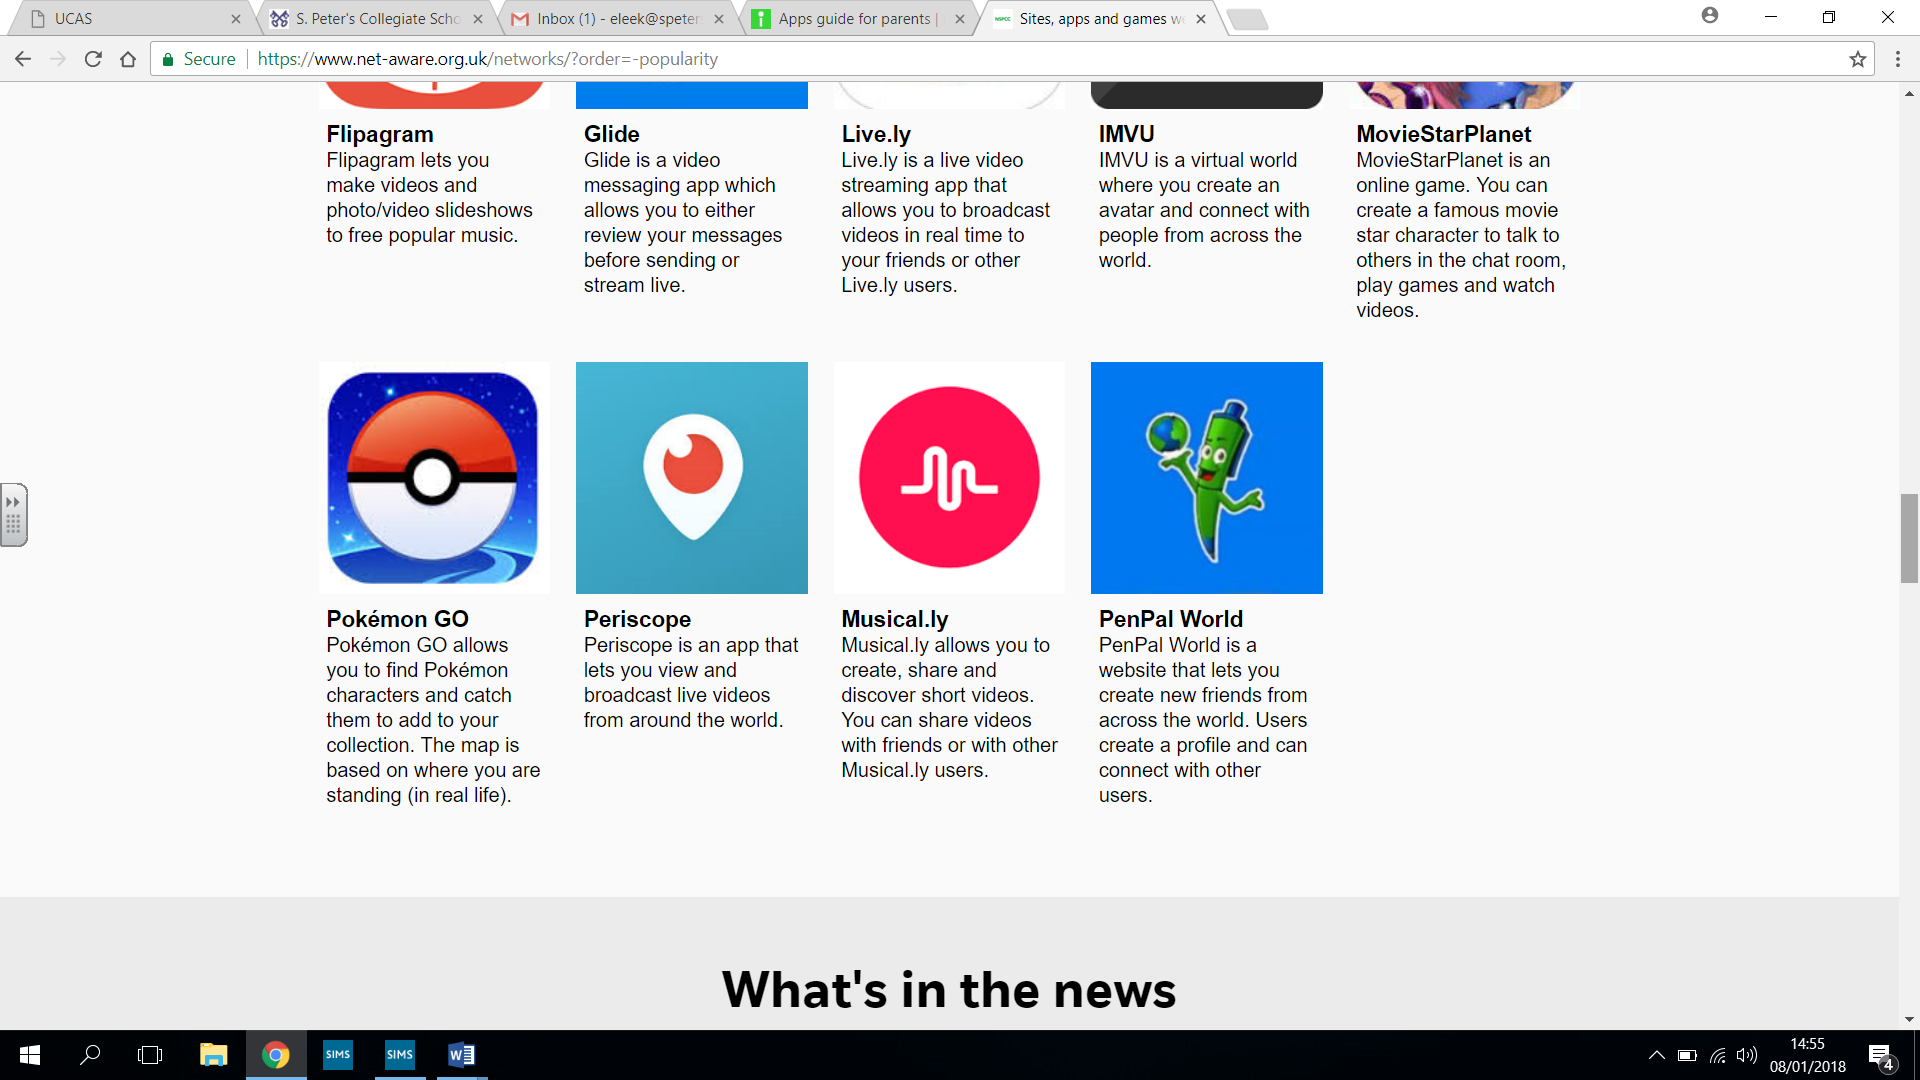 UCAS
S. Peter's Collegiate Scho
Inbox (1) - eleek@speter
Apps guide for parents |
NSPCC
Sites, apps and games we
Secure
https://www.net-aware.org.uk/networks/?order=-popularity
Flipagram
Flipagram lets you
make videos and
photo/video slideshows
to free popular music.
Glide
Glide is a video
messaging app which
allows you to either
review your messages
before sending or
stream live.
Live.ly
Live.ly is a live video
streaming app that
allows you to broadcast
videos in real time to
your friends or other
Live.ly users.
IMVU
IMVU is a virtual world
where you create an
avatar and connect with
people from across the
world.
MovieStarPlanet
MovieStarPlanet is an
online game. You can
create a famous movie
star character to talk to
others in the chat room,
play games and watch
videos.
Pokémon GO
Pokémon GO allows
you to find Pokémon
characters and catch
them to add to your
collection. The map is
based on where you are
standing (in real life).
Periscope
Periscope is an app that
lets you view and
broadcast live videos
from around the world.
Musical.ly
Musical.ly allows you to
create, share and
discover short videos.
You can share videos
with friends or with other
Musical.ly users.
PenPal World
PenPal World is a
website that lets you
create new friends from
across the world. Users
create a profile and can
connect with other
users.
What's in the news
SIMS
SIMS
W
14:55
08/01/2018
4